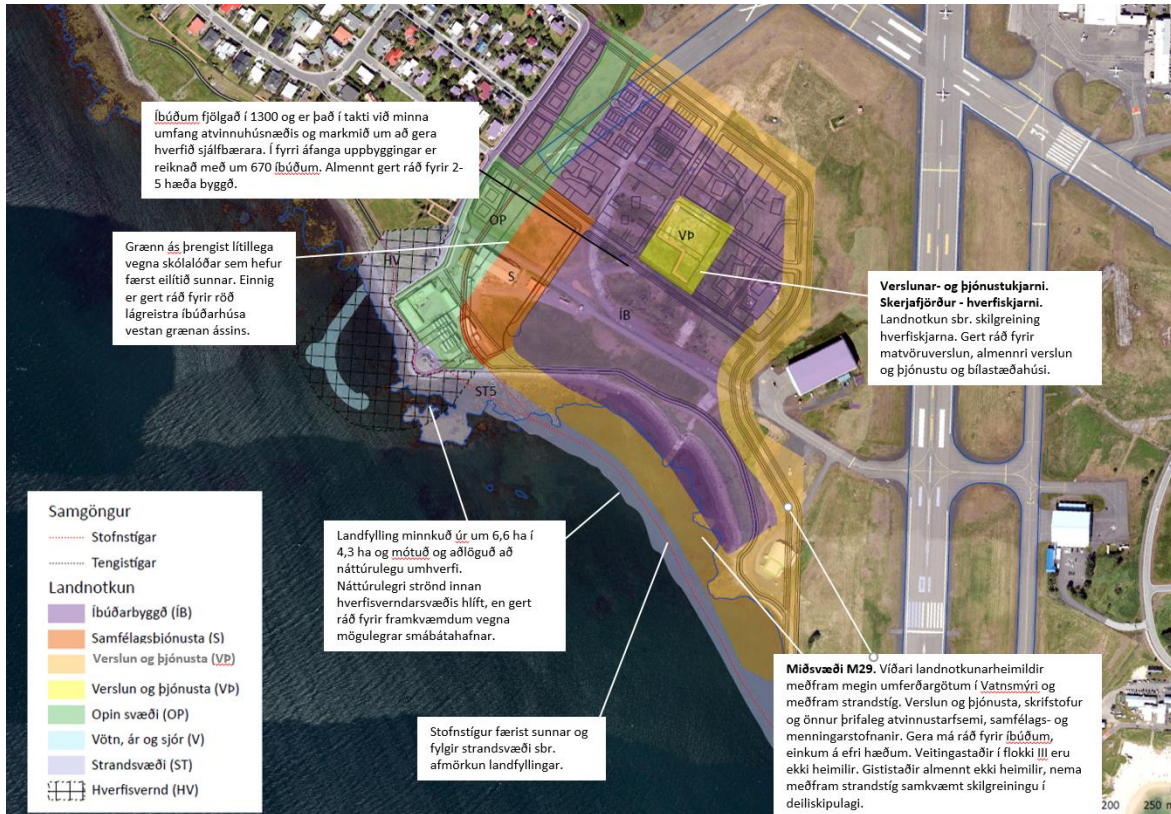 Íbúðum fjölgað í 1300 og er það í takti við minna
umfang atvinnuhúsnæðis og markmið um að gera
hverfið sjálfbærara. Í fyrri áfanga uppbyggingar er
reiknað með um 670 íbúðum. Almennt gert ráð fyrir 2-
5 hæða byggð.
Grænn ás þrengist lítillega
vegna skólalóðar sem hefur
færst eilítið sunnar. Einnig
er gert ráð fyrir röð
lágreistra íbúðarhúsa
vestan grænan ássins.
OP
HV
S
ÍB
VÞ
ST5
Verslunar- og þjónustukjarni.
Skerjafjörður - hverfiskjarni.
Landnotkun sbr. skilgreining
hverfiskjarna. Gert ráð fyrir
matvöruverslun, almennri verslun
og þjónustu og bílastæðahúsi.
Landfylling minnkuð úr um 6,6 ha í
4,3 ha og mótuð og aðlöguð að
náttúrulegu umhverfi.
Náttúrulegri strönd innan
hverfisverndarsvæðis hlíft, en gert
ráð fyrir framkvæmdum vegna
mögulegrar smábátahafnar.
Stofnstígur færist sunnar og
fylgir strandsvæði sbr.
afmörkun landfyllingar.
Miðsvæði M29. Víðari landnotkunarheimildir
meðfram megin umferðargötum í Vatnsmýri og
meðfram strandstíg. Verslun og þjónusta, skrifstofur
og önnur þrifaleg atvinnustarfsemi, samfélags- og
menningarstofnanir. Gera má ráð fyrir íbúðum,
einkum á efri hæðum. Veitingastaðir í flokki III eru
ekki heimilir. Gististaðir almennt ekki heimilir, nema
meðfram strandstíg samkvæmt skilgreiningu í
deiliskipulagi.
Samgöngur
Stofnstígar
Tengistígar
Landnotkun
Íbúðarbyggð (ÍB)
Samfélagsþjónusta (S)
Verslun og þjónusta (VÞ)
Verslun og þjónusta (VÞ)
Opin svæði (OP)
Vötn, ár og sjór (V)
Strandsvæði (ST)
Hverfisvernd (HV)
200 250 m